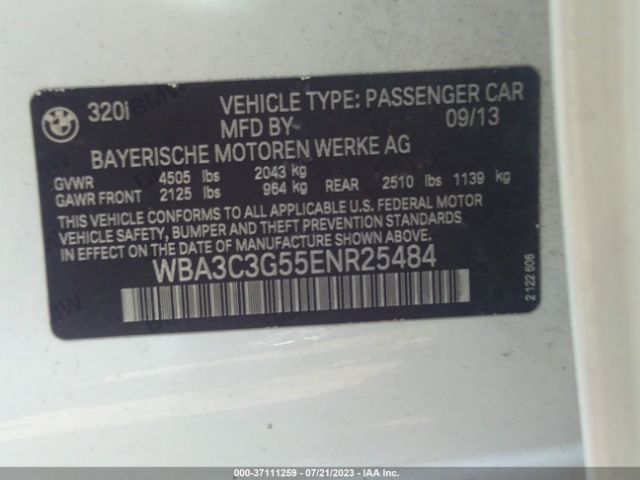 320I VEHICLE TYPE: PASSENGER CAR
MFD BY 09/13
BAYERISCHE MOTOREN WERKE AG
GVWR 4505 lbs 2043 kg
GAWR FRONT 2125 lbs 964 kg REAR 2510 lbs 1139 kg
THIS VEHICLE CONFORMS TO ALL APPLICABLE U.S. FEDERAL MOTOR
VEHICLE SAFETY, BUMPER AND THEFT PREVENTION STANDARDS
IN EFFECT ON THE DATE OF MANUFACTURE SHOWN ABOVE.
WBA3C3G55ENR25484
2 122 606
000-37111259 - 07/21/2023 - Copyright IAA, Inc